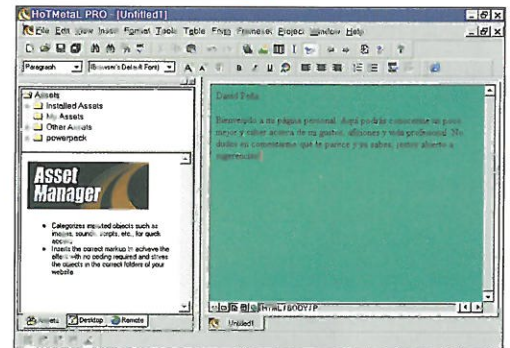 HoTMetaL PRO - [Untitled1]
File Edit View Insert Format Tools Table Form Frameset Project Window Help
Paragraph (Browser's Default Font) A A B I U
Assets
Installed Assets
My Assets
Other Assets
powerpack
Asset
Manager
Categorizes inserted objects such as
images, sounds, scripts, etc., for quick
access
Inserts the correct markup to achieve the
effect with no coding required and stores
the objects in the correct folders of your
website
Assets Desktop Remote
David Peña
Bienvenido a mi página personal. Aquí podrás conocerme un poco
mejor y saber acerca de mi gustos, aficiones y vida profesional. No
dudes en comentarme qué te parece y ya sabes, estoy abierto a
sugerencias
HTML/BODY/P
Untitled1